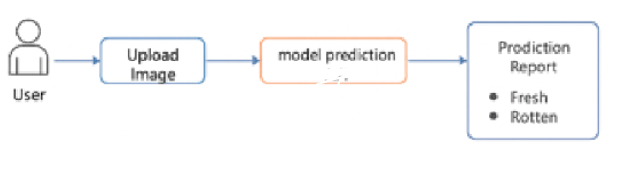 User
Upload
Image
model prediction
Prodiction
Report
Fresh
Rotten